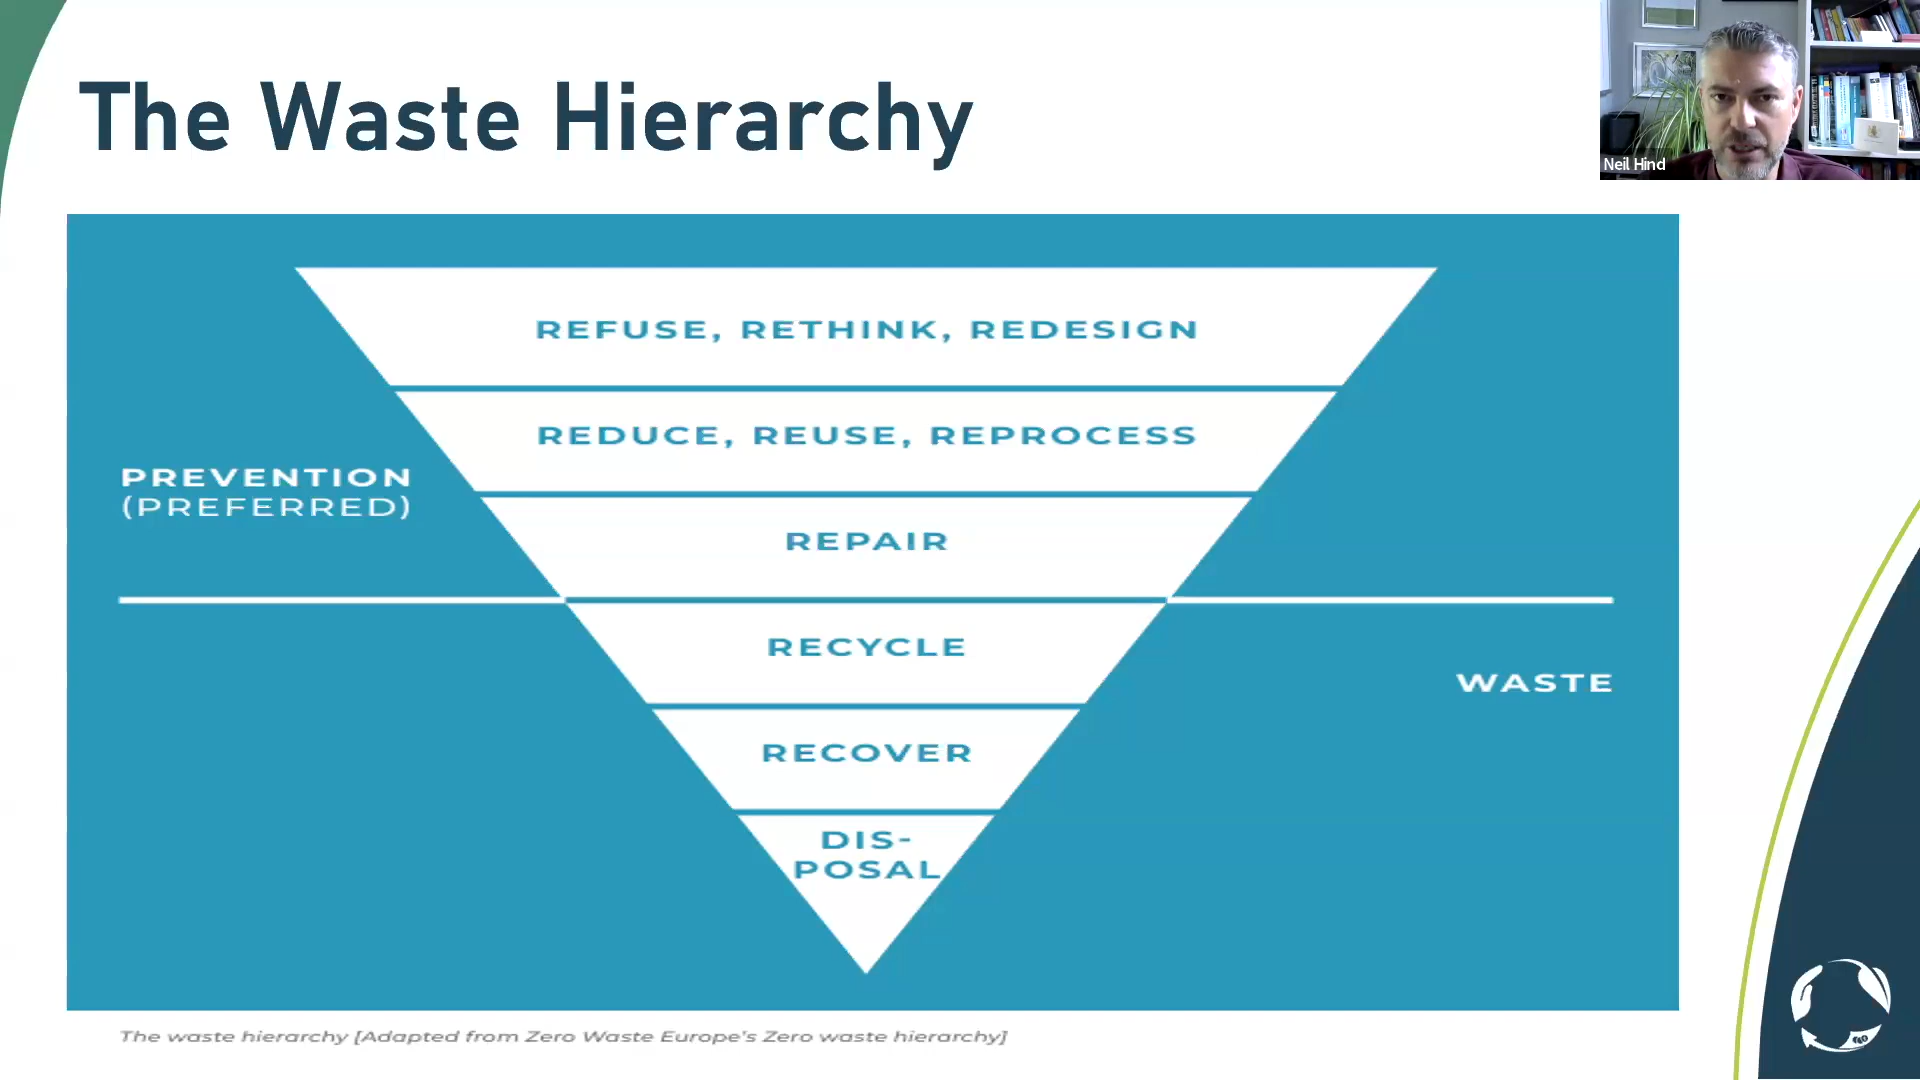 The Waste Hierarchy
Neil Hind
REFUSE, RETHINK, REDESIGN
REDUCE, REUSE, REPROCESS
PREVENTION
(PREFERRED)
REPAIR
RECYCLE
WASTE
RECOVER
DIS-
POSAL
The waste hierarchy [Adapted from Zero Waste Europe's Zero waste hierarchy]